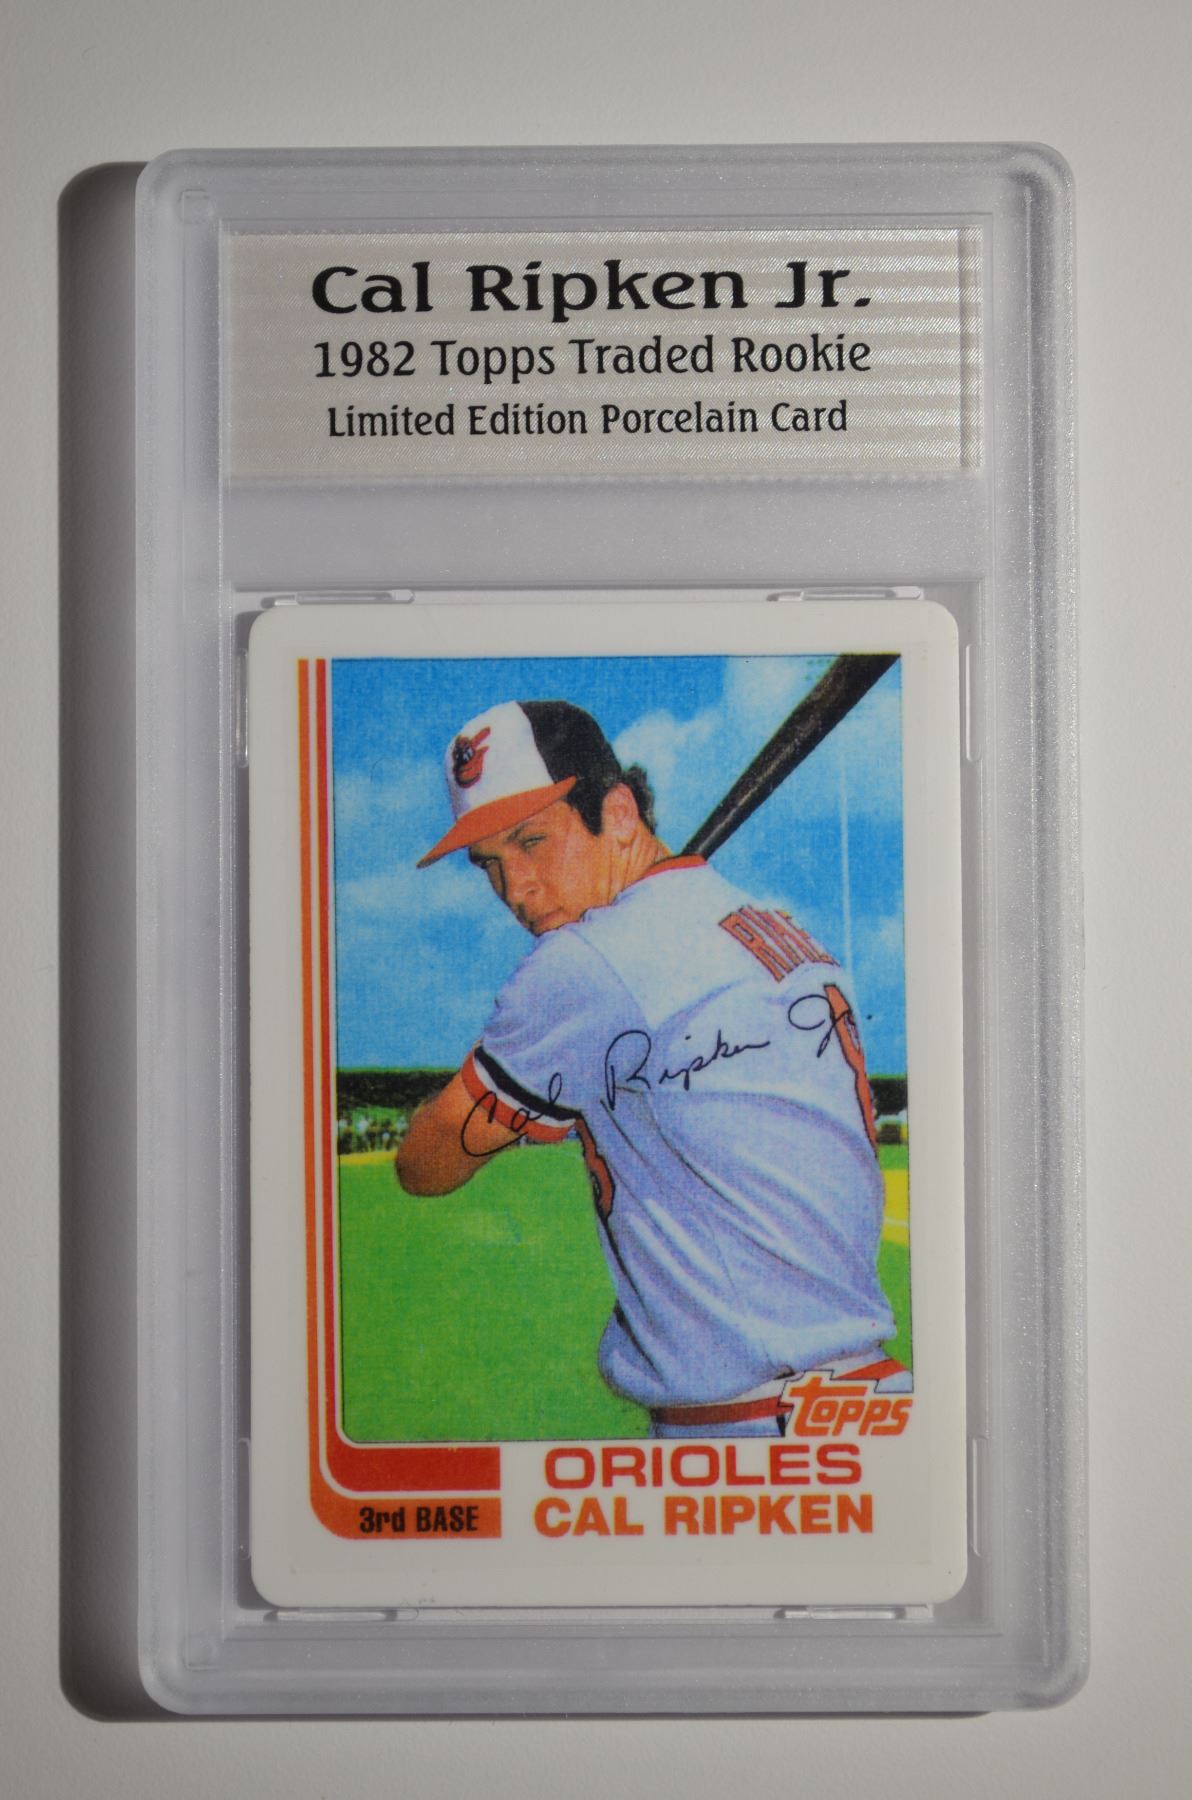 Cal Ripken Jr.
1982 Topps Traded Rookie
Limited Edition Porcelain Card
Cal Ripken Jr.
topps
ORIOLES
3rd BASE
CAL RIPKEN